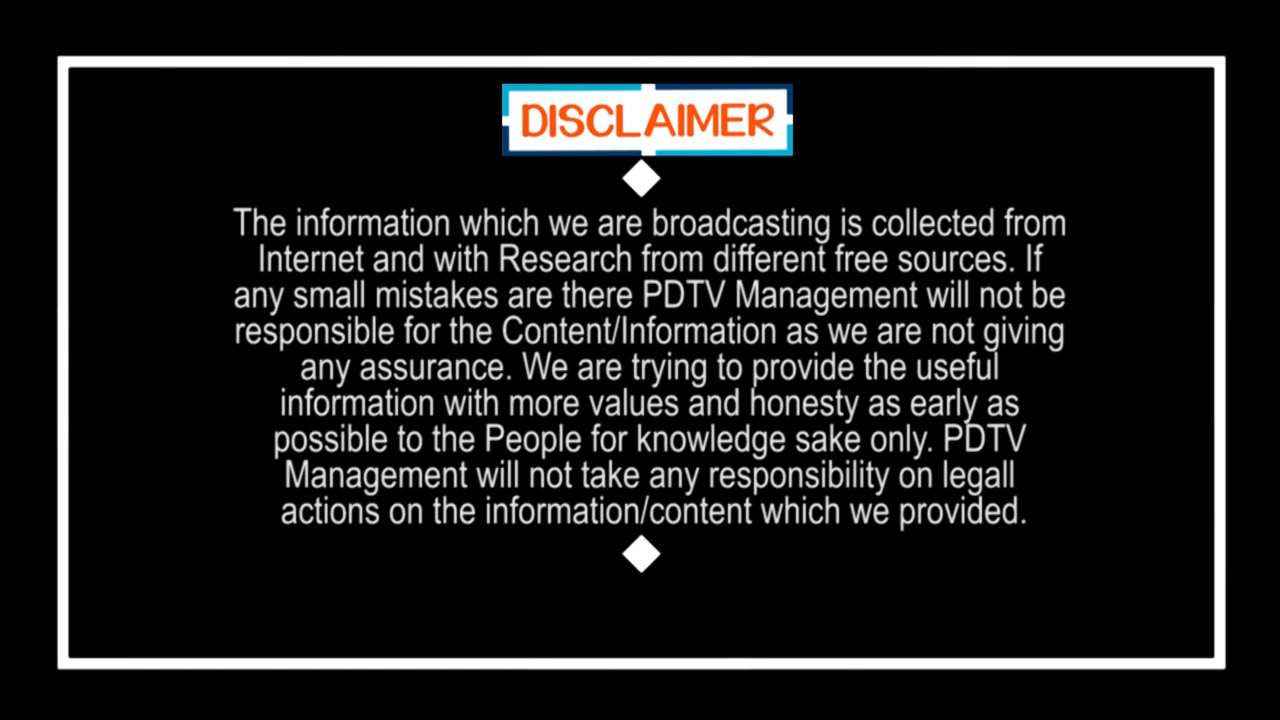 DISCLAIMER
The information which we are broadcasting is collected from
Internet and with Research from different free sources. If
any small mistakes are there PDTV Management will not be
responsible for the Content/Information as we are not giving
any assurance. We are trying to provide the useful
information with more values and honesty as early as
possible to the People for knowledge sake only. PDTV
Management will not take any responsibility on legall
actions on the information/content which we provided.